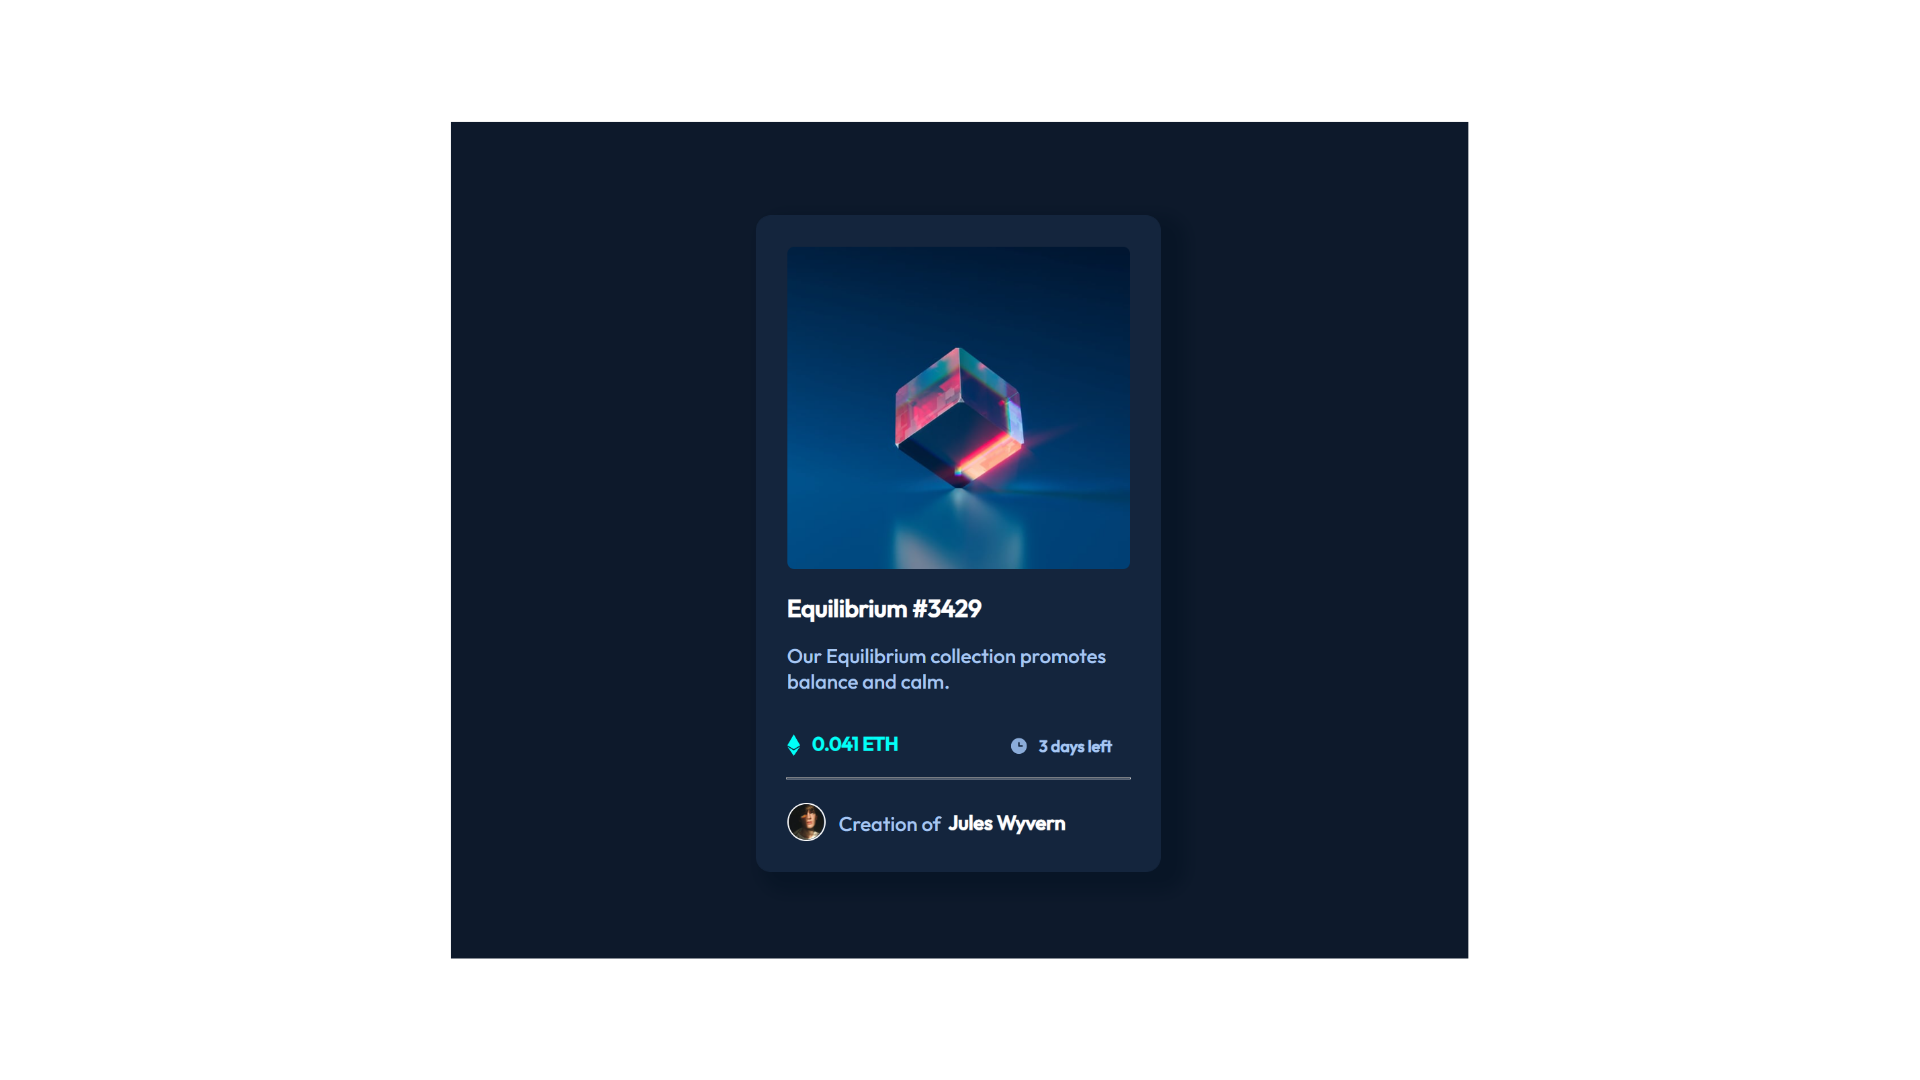 Equilibrium #3429
Our Equilibrium collection promotes
balance and calm.
0.041 ETH
3 days left
Creation of Jules Wyvern